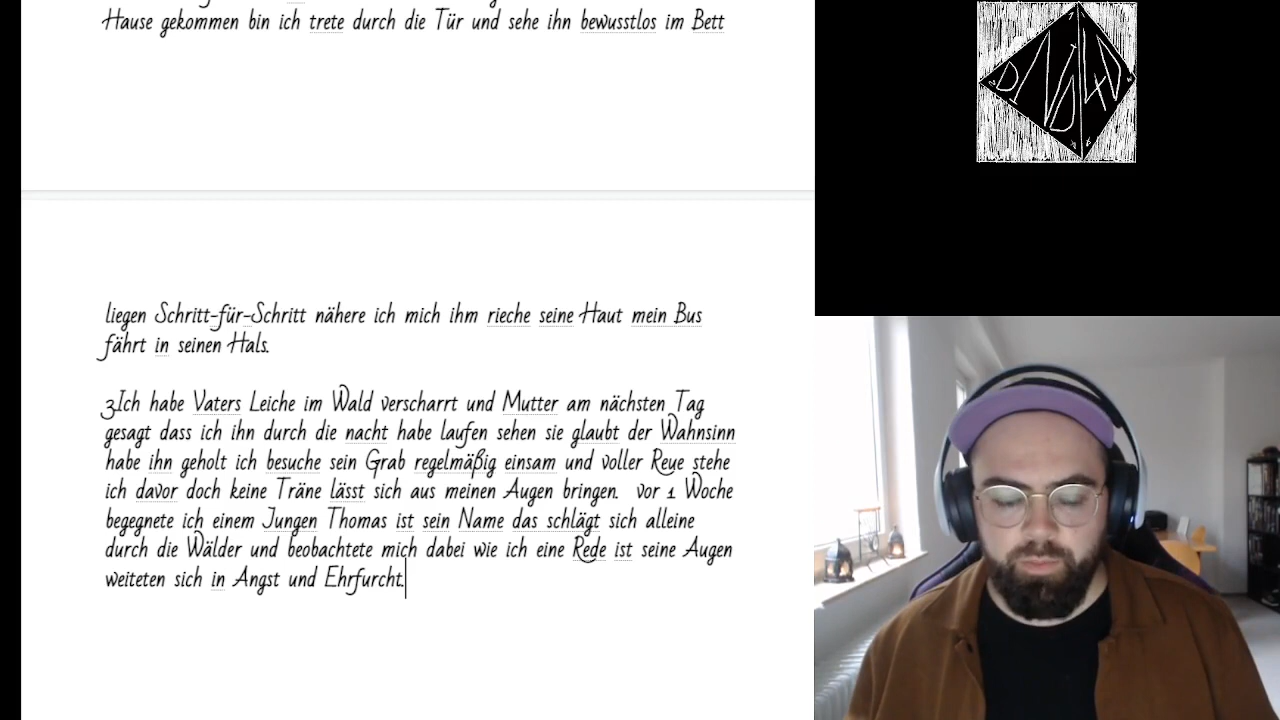 Hause gekommen bin ich trete durch die Tür und sehe ihn bewusstlos im Bett
liegen Schritt-für-Schritt nähere ich mich ihm rieche seine Haut mein Bus
fährt in seinen Hals.
3Ich habe Vaters Leiche im Wald verscharrt und Mutter am nächsten Tag
gesagt dass ich ihn durch die nacht habe laufen sehen sie glaubt der Wahnsinn
habe ihn geholt ich besuche sein Grab regelmäßig einsam und voller Reue stehe
ich davor doch keine Träne lässt sich aus meinen Augen bringen. vor 1 Woche
begegnete ich einem Jungen Thomas ist sein Name das schlägt sich alleine
durch die Wälder und beobachtete mich dabei wie ich eine Rede ist seine Augen
weiteten sich in Angst und Ehrfurcht.